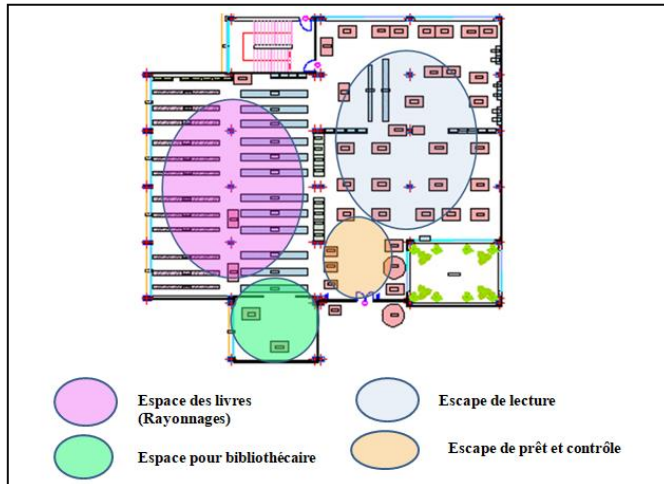 Espace des livres
(Rayonnages)
Escape de lecture
Espace pour bibliothécaire
Escape de prêt et contrôle